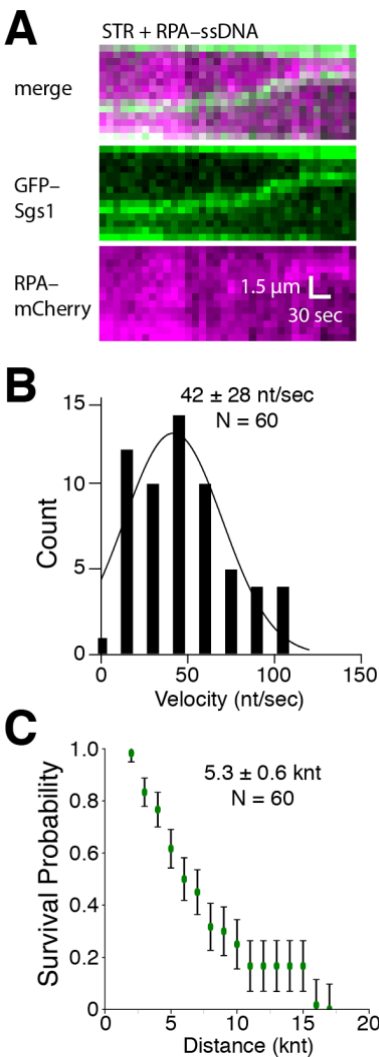 A
STR + RPA–ssDNA
merge
GFP–
Sgs1
RPA–
mCherry
1.5 µm
30 sec
B
42 ± 28 nt/sec
N = 60
Count
15
10
5
0
0
50
100
150
Velocity (nt/sec)
C
5.3 ± 0.6 knt
N = 60
Survival Probability
1.0
0.8
0.6
0.4
0.2
0
0
5
10
15
20
Distance (knt)